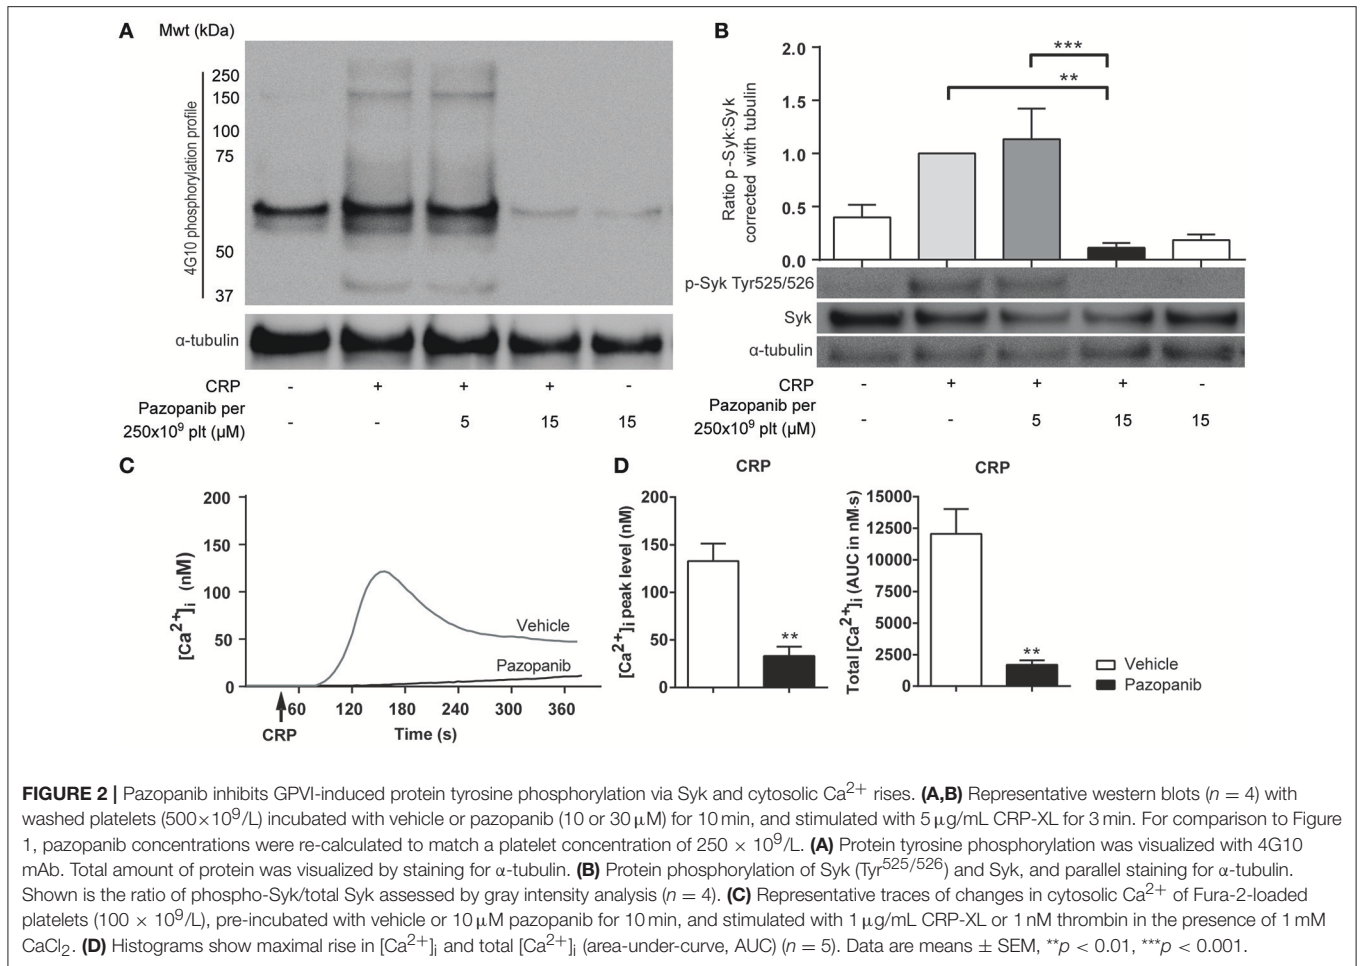 A
Mwt (kDa)
4G10 phosphorylation profile
250
150
100
75
50
37
α-tubulin
CRP - + + + -
Pazopanib per
250x10⁹ plt (μM) - - 5 15 15
B
Ratio p-Syk:Syk
corrected with tubulin
2.0
1.5
1.0
0.5
0.0
***
**
p-Syk Tyr525/526
Syk
α-tubulin
CRP - + + + -
Pazopanib per
250x10⁹ plt (μM) - - 5 15 15
C
[Ca²⁺]ᵢ (nM)
200
150
100
50
0
Vehicle
Pazopanib
60 120 180 240 300 360
CRP
Time (s)
D
CRP
[Ca²⁺]ᵢ peak level (nM)
200
150
100
50
0
**
CRP
Total [Ca²⁺]ᵢ (AUC in nM·s)
15000
12500
10000
7500
5000
2500
0
**
Vehicle
Pazopanib
FIGURE 2 | Pazopanib inhibits GPVI-induced protein tyrosine phosphorylation via Syk and cytosolic Ca²⁺ rises. (A,B) Representative western blots (n = 4) with
washed platelets (500×10⁹/L) incubated with vehicle or pazopanib (10 or 30 μM) for 10 min, and stimulated with 5 μg/mL CRP-XL for 3 min. For comparison to Figure
1, pazopanib concentrations were re-calculated to match a platelet concentration of 250 × 10⁹/L. (A) Protein tyrosine phosphorylation was visualized with 4G10
mAb. Total amount of protein was visualized by staining for α-tubulin. (B) Protein phosphorylation of Syk (Tyr⁵²⁵/⁵²⁶) and Syk, and parallel staining for α-tubulin.
Shown is the ratio of phospho-Syk/total Syk assessed by gray intensity analysis (n = 4). (C) Representative traces of changes in cytosolic Ca²⁺ of Fura-2-loaded
platelets (100 × 10⁹/L), pre-incubated with vehicle or 10 μM pazopanib for 10 min, and stimulated with 1 μg/mL CRP-XL or 1 nM thrombin in the presence of 1 mM
CaCl₂. (D) Histograms show maximal rise in [Ca²⁺]ᵢ and total [Ca²⁺]ᵢ (area-under-curve, AUC) (n = 5). Data are means ± SEM, **p < 0.01, ***p < 0.001.